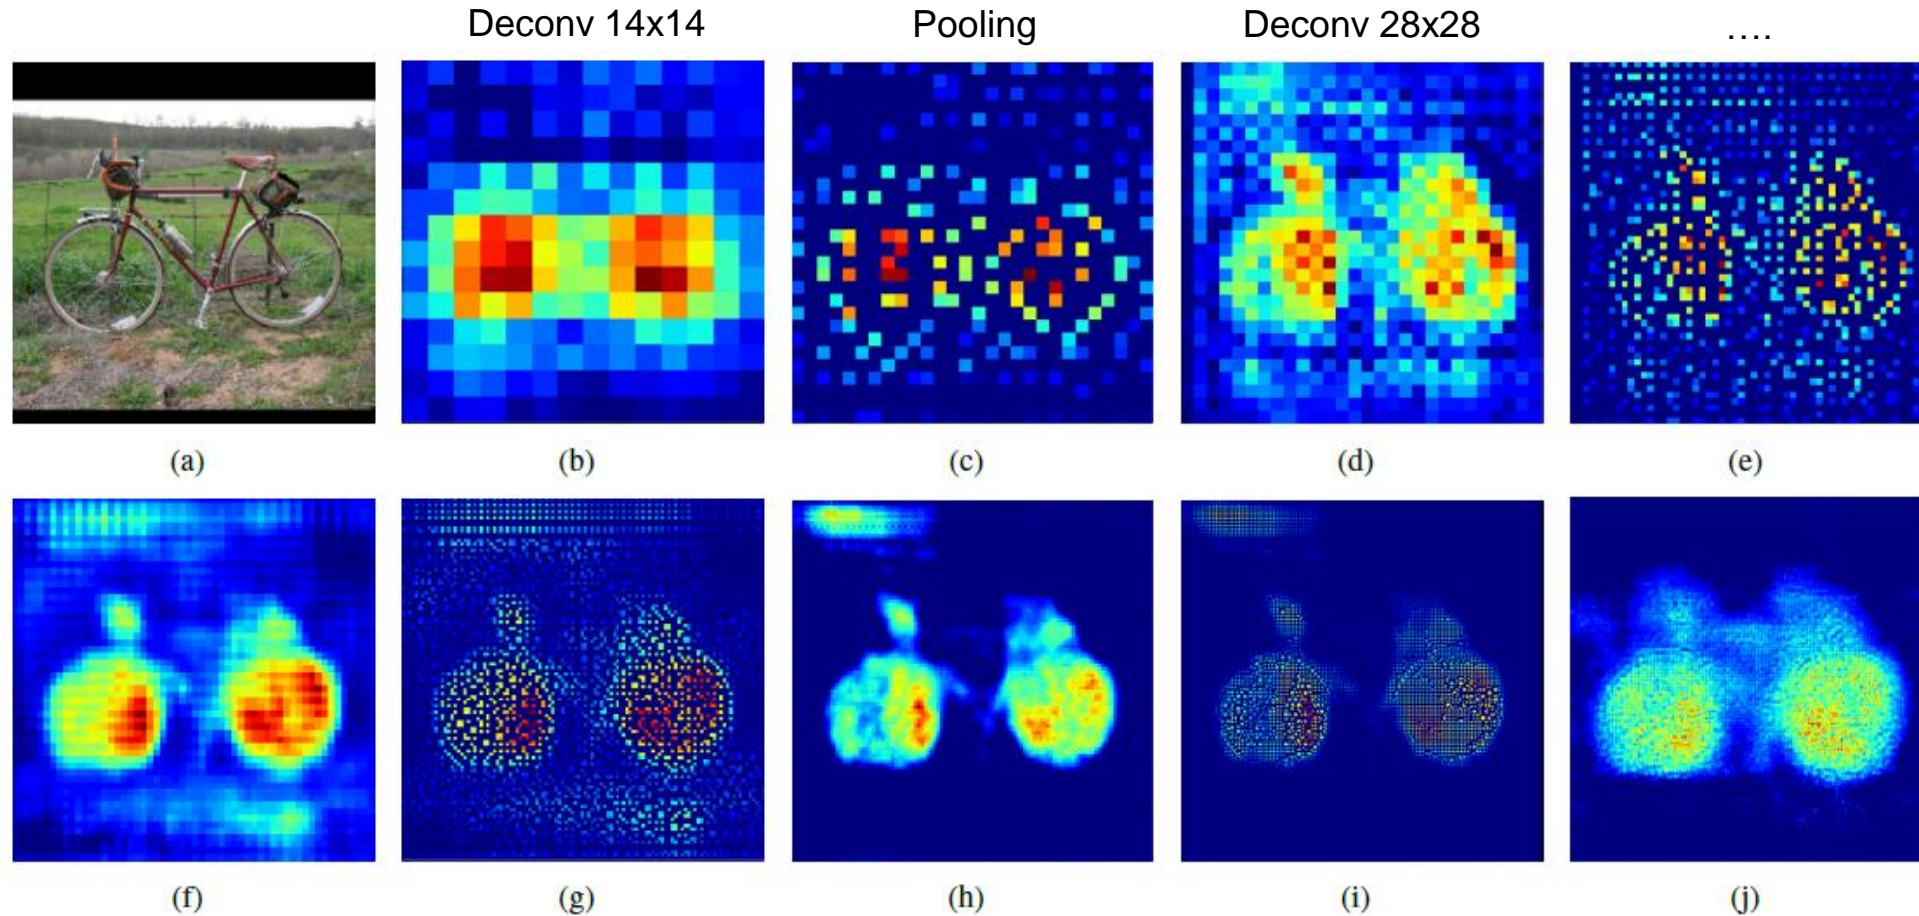 Deconv 14x14 Pooling Deconv 28x28 ....
(a) (b) (c) (d) (e)
(f) (g) (h) (i) (j)